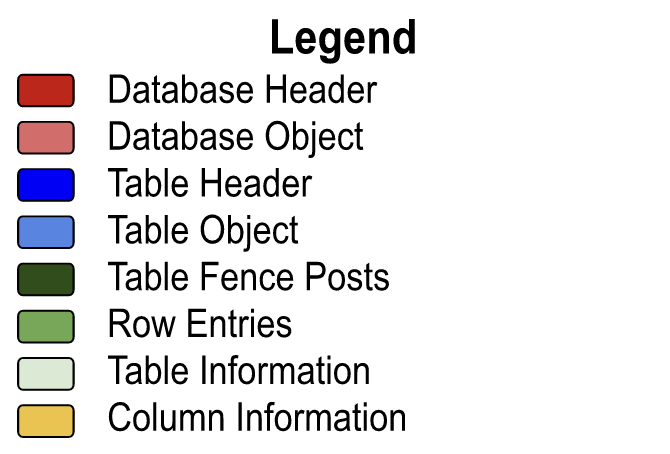 Legend
Database Header
Database Object
Table Header
Table Object
Table Fence Posts
Row Entries
Table Information
Column Information